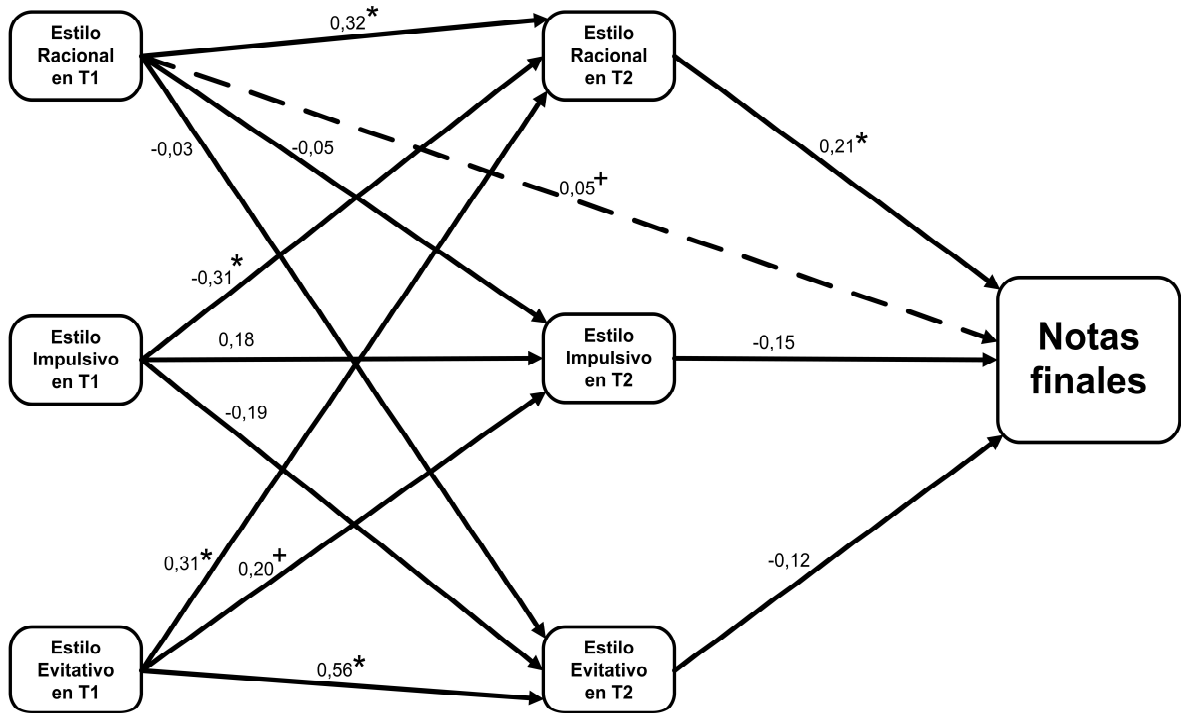 Estilo
Racional
en T1
0,32*
Estilo
Racional
en T2
-0,03
-0,05
0,21*
0,05+
-0,31*
Estilo
Impulsivo
en T1
0,18
Estilo
Impulsivo
en T2
-0,15
Notas
finales
-0,19
0,31*
0,20+
-0,12
Estilo
Evitativo
en T1
0,56*
Estilo
Evitativo
en T2